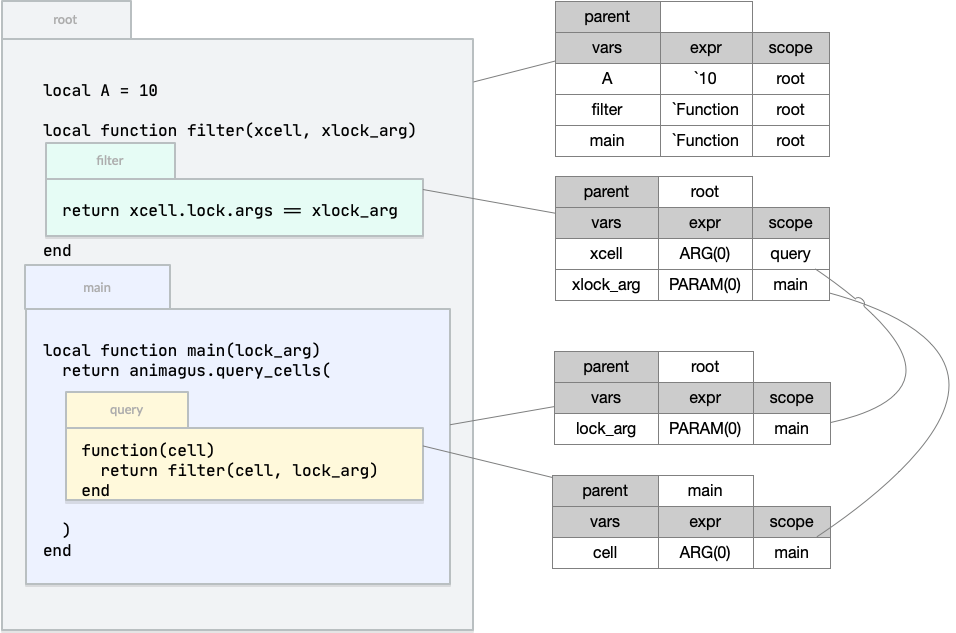 root
local A = 10
local function filter(xcell, xlock_arg)
filter
return xcell.lock.args == xlock_arg
end
main
local function main(lock_arg)
return animagus.query_cells(
query
function(cell)
return filter(cell, lock_arg)
end
)
end
parent
vars expr scope
A `10 root
filter `Function root
main `Function root
parent root
vars expr scope
xcell ARG(0) query
xlock_arg PARAM(0) main
parent root
vars expr scope
lock_arg PARAM(0) main
parent main
vars expr scope
cell ARG(0) main